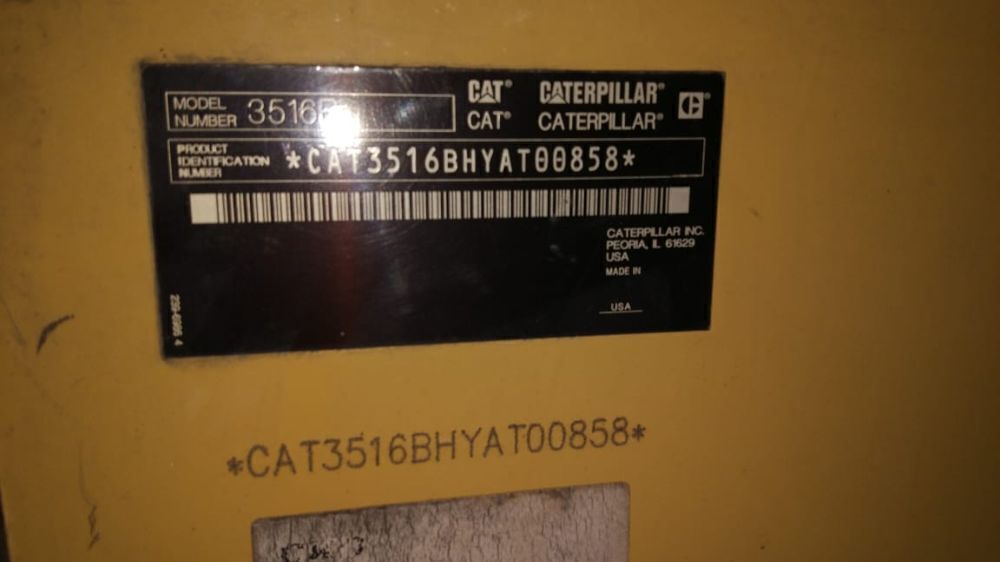 MODEL
NUMBER 3516B
CAT® CATERPILLAR®
CAT® CATERPILLAR®
PRODUCT
IDENTIFICATION
NUMBER
*CAT3516BHYAT00858*
CATERPILLAR INC.
PEORIA, IL 61629
USA
MADE IN
USA
*CAT3516BHYAT00858*